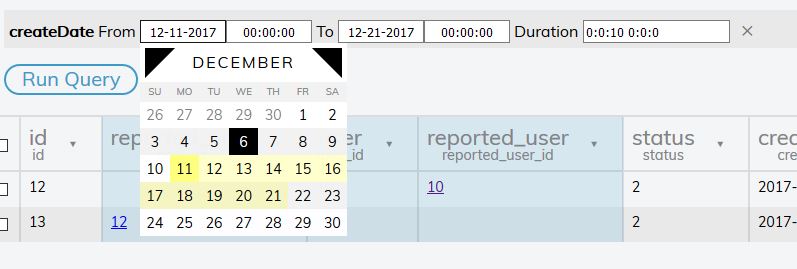 createDate From 12-11-2017 00:00:00 To 12-21-2017 00:00:00 Duration 0:0:10 0:0:0 ×
DECEMBER
Run Query
SU MO TU WE TH FR SA
26 27 28 29 30 1 2
3 4 5 6 7 8 9
10 11 12 13 14 15 16
17 18 19 20 21 22 23
24 25 26 27 28 29 30
id rep er reported_user status crea
id r_id reported_user_id status cre
12 10 2 2017-
13 12 2 2017-